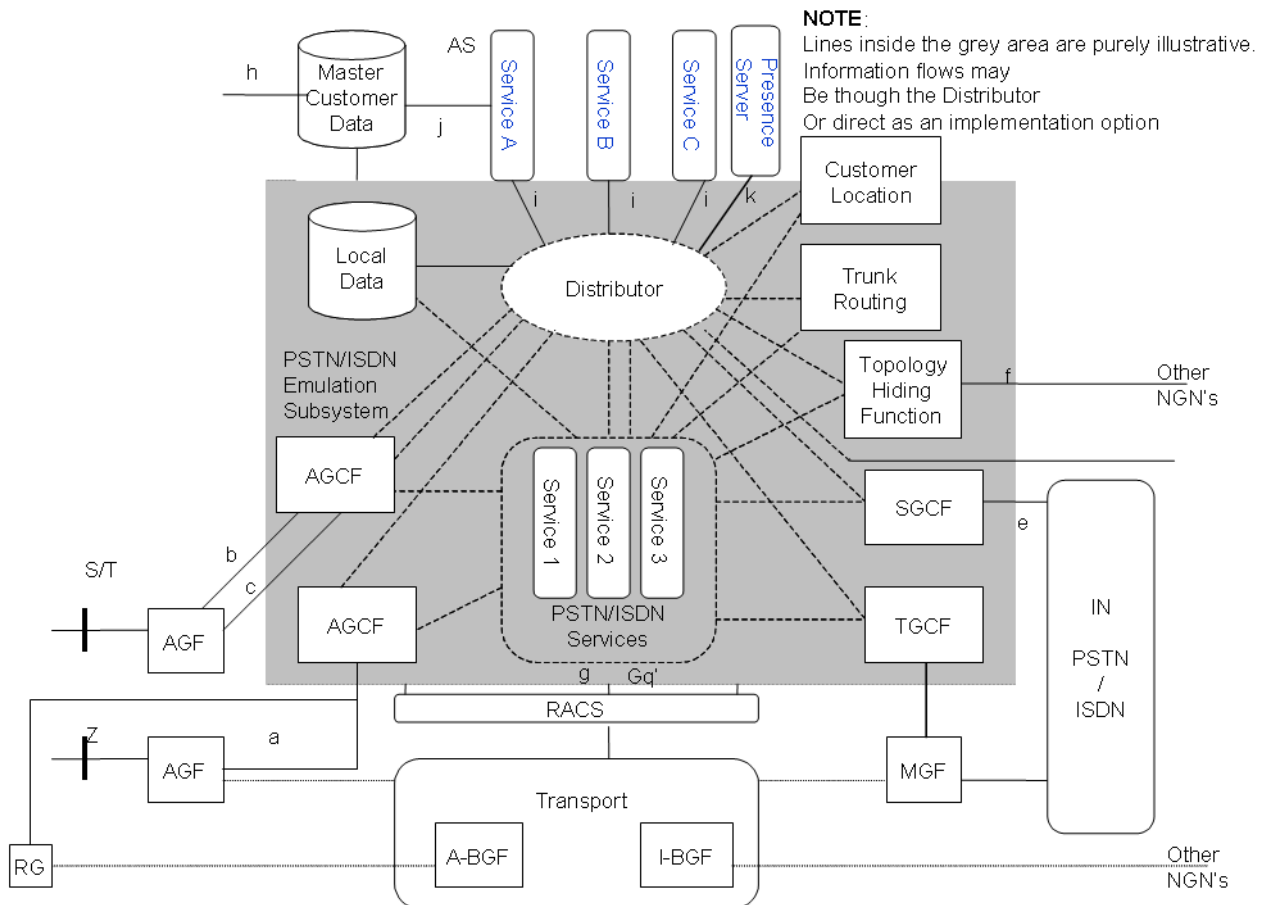 NOTE:
Lines inside the grey area are purely illustrative.
Information flows may
Be though the Distributor
Or direct as an implementation option
AS
h
Master
Customer
Data
j
Service A
Service B
Service C
Presence
Server
i
i
i
k
Customer
Location
Local
Data
Distributor
Trunk
Routing
PSTN/ISDN
Emulation
Subsystem
Topology
Hiding
Function
f
Other
NGN's
AGCF
Service 1
Service 2
Service 3
SGCF
e
b
c
S/T
AGF
AGCF
PSTN/ISDN
Services
TGCF
IN
PSTN
/
ISDN
g
Gq'
RACS
Z
a
AGF
MGF
Transport
A-BGF
I-BGF
RG
Other
NGN's